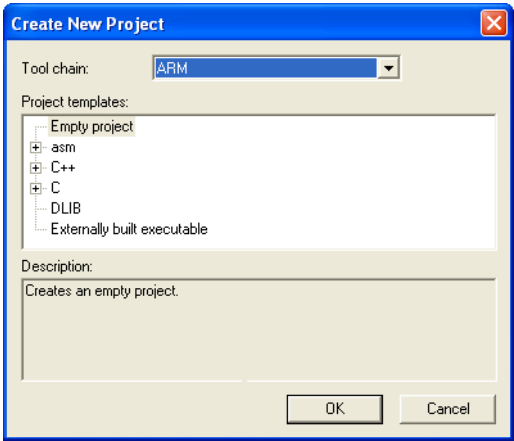 Create New Project
Tool chain: ARM
Project templates:
Empty project
asm
C++
C
DLIB
Externally built executable
Description:
Creates an empty project.
OK Cancel